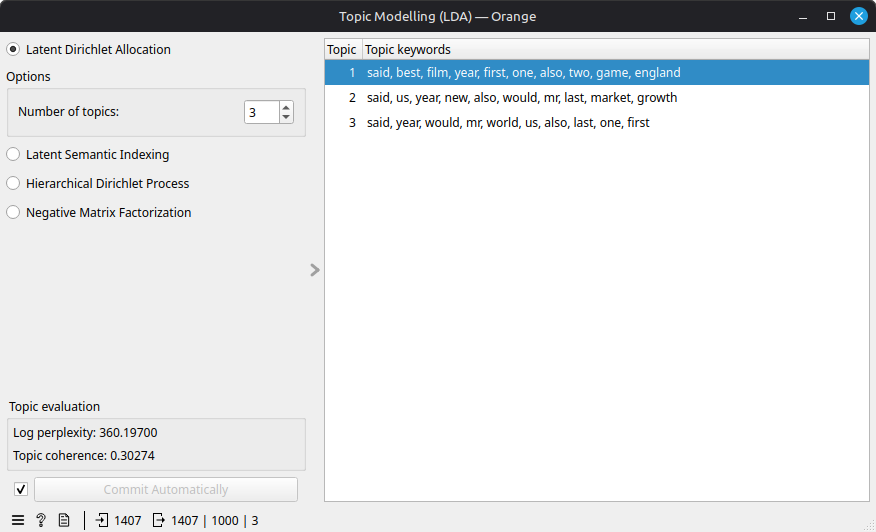 Topic Modelling (LDA) — Orange
Latent Dirichlet Allocation
Options
Number of topics: 3
Latent Semantic Indexing
Hierarchical Dirichlet Process
Negative Matrix Factorization
Topic evaluation
Log perplexity: 360.19700
Topic coherence: 0.30274
Commit Automatically
1407
1407 | 1000 | 3
Topic Topic keywords
1 said, best, film, year, first, one, also, two, game, england
2 said, us, year, new, also, would, mr, last, market, growth
3 said, year, would, mr, world, us, also, last, one, first